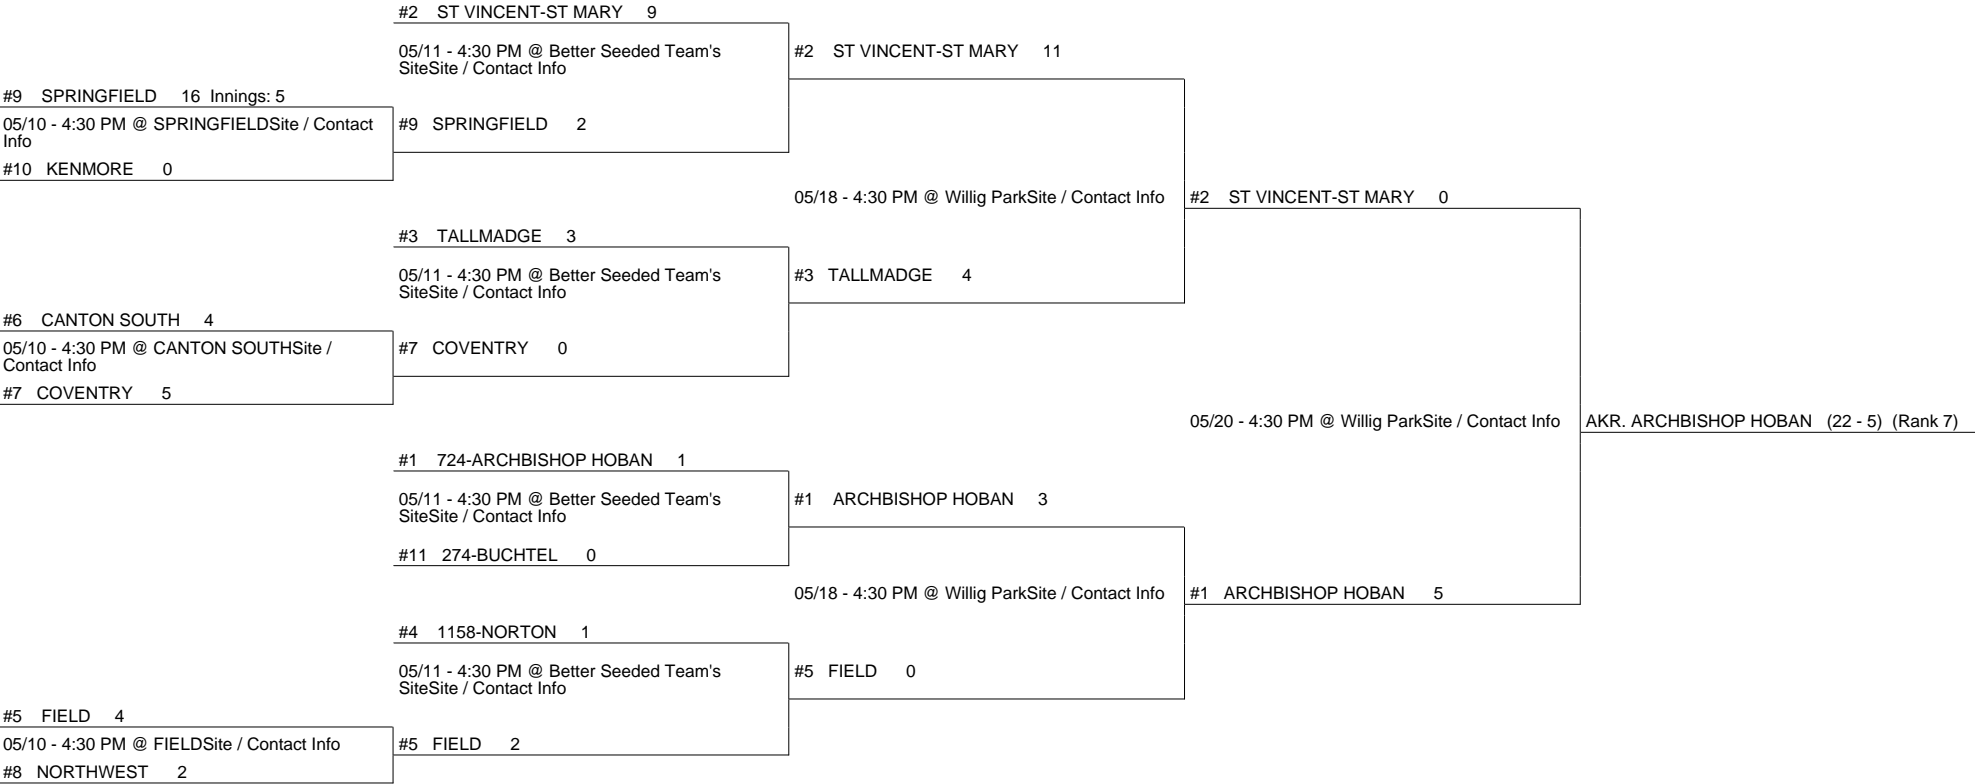 #2 ST VINCENT-ST MARY 9
05/11 - 4:30 PM @ Better Seeded Team's
SiteSite / Contact Info
#2 ST VINCENT-ST MARY 11
#9 SPRINGFIELD 16 Innings: 5
05/10 - 4:30 PM @ SPRINGFIELDSite / Contact
Info
#9 SPRINGFIELD 2
#10 KENMORE 0
05/18 - 4:30 PM @ Willig ParkSite / Contact Info
#2 ST VINCENT-ST MARY 0
#3 TALLMADGE 3
05/11 - 4:30 PM @ Better Seeded Team's
SiteSite / Contact Info
#3 TALLMADGE 4
#6 CANTON SOUTH 4
05/10 - 4:30 PM @ CANTON SOUTHSite /
Contact Info
#7 COVENTRY 0
#7 COVENTRY 5
05/20 - 4:30 PM @ Willig ParkSite / Contact Info
AKR. ARCHBISHOP HOBAN (22 - 5) (Rank 7)
#1 724-ARCHBISHOP HOBAN 1
05/11 - 4:30 PM @ Better Seeded Team's
SiteSite / Contact Info
#1 ARCHBISHOP HOBAN 3
#11 274-BUCHTEL 0
05/18 - 4:30 PM @ Willig ParkSite / Contact Info
#1 ARCHBISHOP HOBAN 5
#4 1158-NORTON 1
05/11 - 4:30 PM @ Better Seeded Team's
SiteSite / Contact Info
#5 FIELD 0
#5 FIELD 4
05/10 - 4:30 PM @ FIELDSite / Contact Info
#5 FIELD 2
#8 NORTHWEST 2